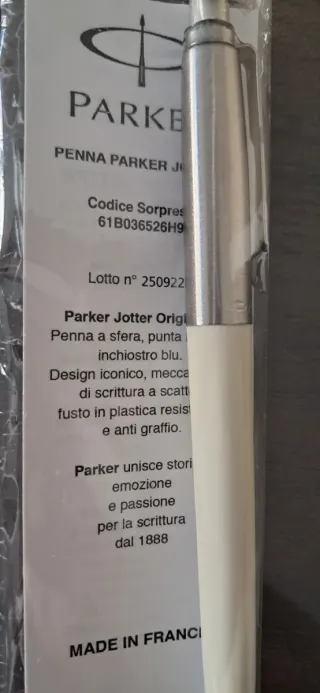 PARKE
PENNA PARKER J
Codice Sorpres
61B036526H9
Lotto n° 250922
Parker Jotter Origi
Penna a sfera, punta
inchiostro blu.
Design iconico, mecca
di scrittura a scatt
fusto in plastica resis
e anti graffio.
Parker unisce stori
emozione
e passione
per la scrittura
dal 1888
MADE IN FRANC